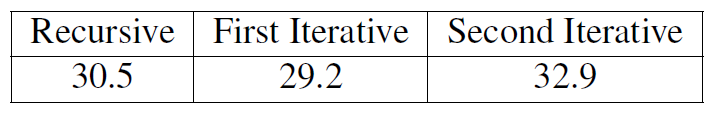 Recursive First Iterative Second Iterative
30.5 29.2 32.9